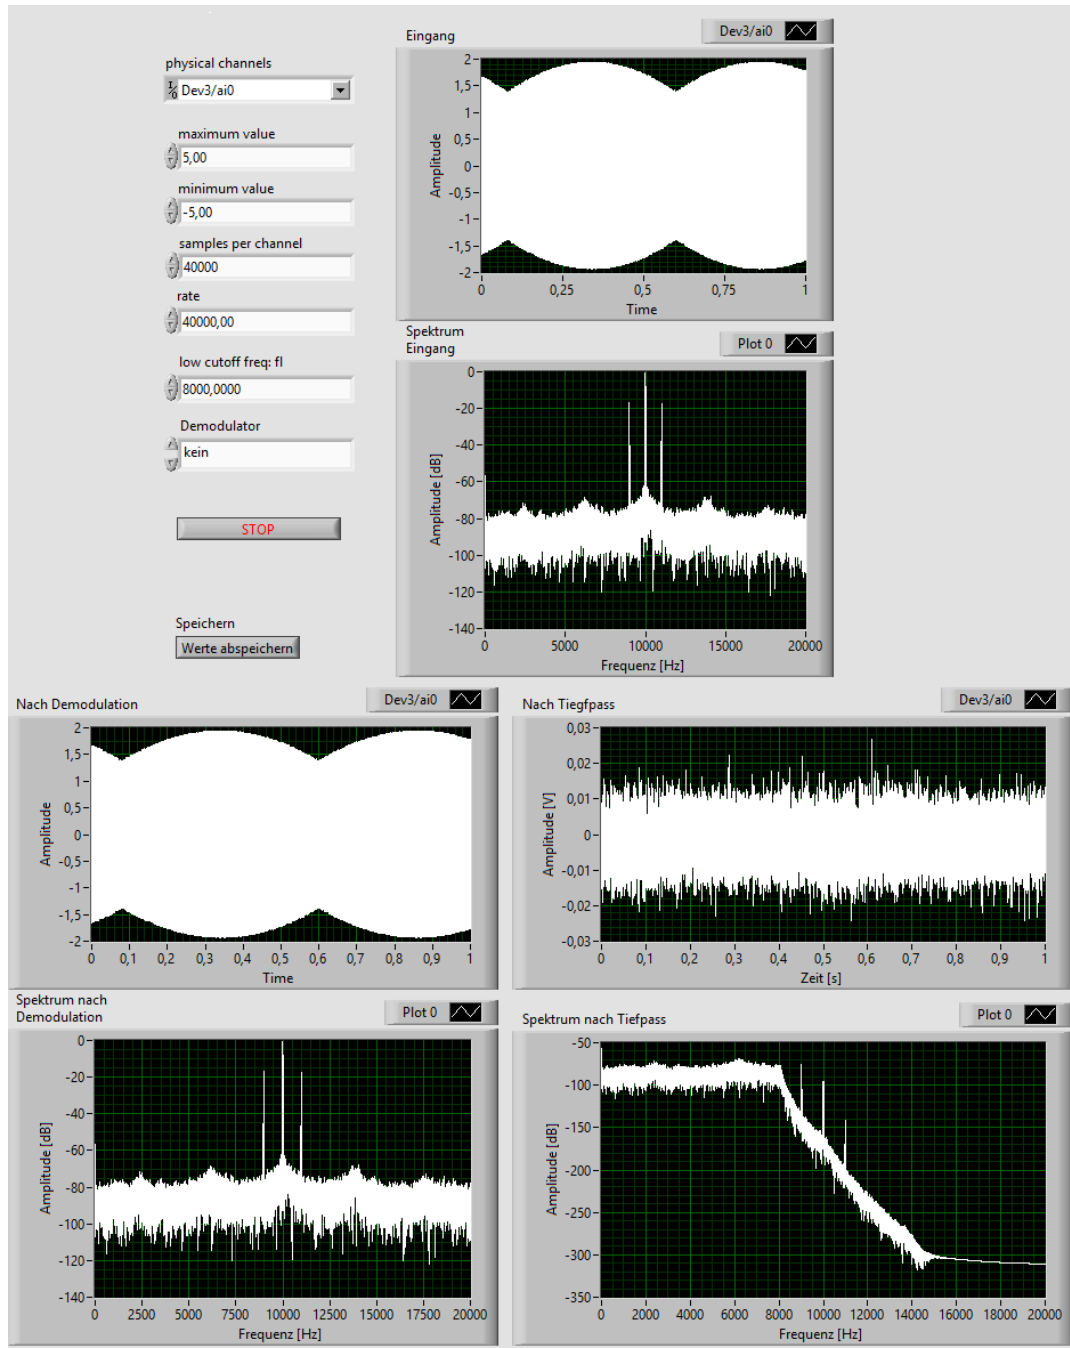 physical channels
Dev3/ai0
maximum value
5,00
minimum value
-5,00
samples per channel
40000
rate
40000,00
low cutoff freq: fl
8000,0000
Demodulator
kein
STOP
Speichern
Werte abspeichern
Eingang
Dev3/ai0
2
1,5
1
0,5
0
-0,5
-1
-1,5
-2
Amplitude
0 0,25 0,5 0,75 1
Time
Spektrum
Eingang
Plot 0
0
-20
-40
-60
-80
-100
-120
-140
Amplitude [dB]
0 5000 10000 15000 20000
Frequenz [Hz]
Nach Demodulation
Dev3/ai0
2
1,5
1
0,5
0
-0,5
-1
-1,5
-2
Amplitude
0 0,1 0,2 0,3 0,4 0,5 0,6 0,7 0,8 0,9 1
Time
Nach Tiegfpass
Dev3/ai0
0,03
0,02
0,01
0
-0,01
-0,02
-0,03
Amplitude [V]
0 0,1 0,2 0,3 0,4 0,5 0,6 0,7 0,8 0,9 1
Zeit [s]
Spektrum nach
Demodulation
Plot 0
0
-20
-40
-60
-80
-100
-120
-140
Amplitude [dB]
0 2500 5000 7500 10000 12500 15000 17500 20000
Frequenz [Hz]
Spektrum nach Tiefpass
Plot 0
-50
-100
-150
-200
-250
-300
-350
Amplitude [dB]
0 2000 4000 6000 8000 10000 12000 14000 16000 18000 20000
Frequenz [Hz]